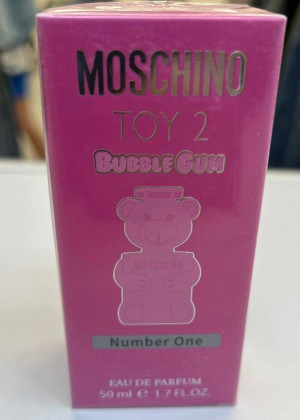 MOSCHINO
TOY 2
BUBBLE GUM
MOSCHINO
Number One
EAU DE PARFUM
50 ml ℮ 1.7 FL.OZ.